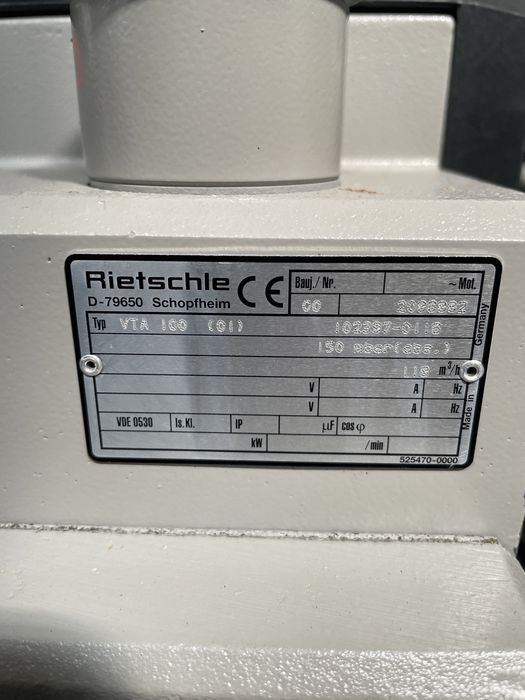 Rietschle CE
D-79650 Schopfheim
Bauj./ Nr. ~ Mot.
00
Typ VTA 100 (01)
150 mbar(abs.)
m³/h
V A Hz
V A Hz
VDE 0530 Is.Kl. IP µF cos φ
kW /min
525470-0000
Made in Germany